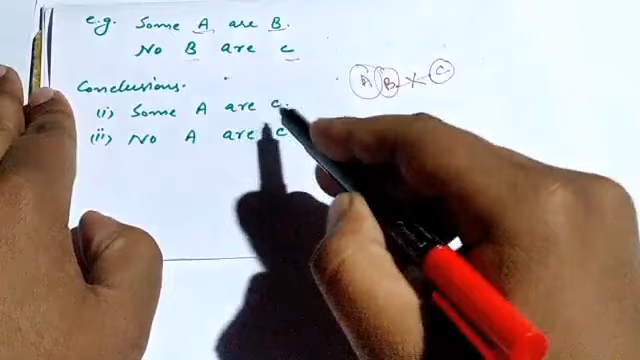 e.g. Some A are B.
No B are c
Conclusions.
(i) Some A are c.
(ii) No A are c
A B × C